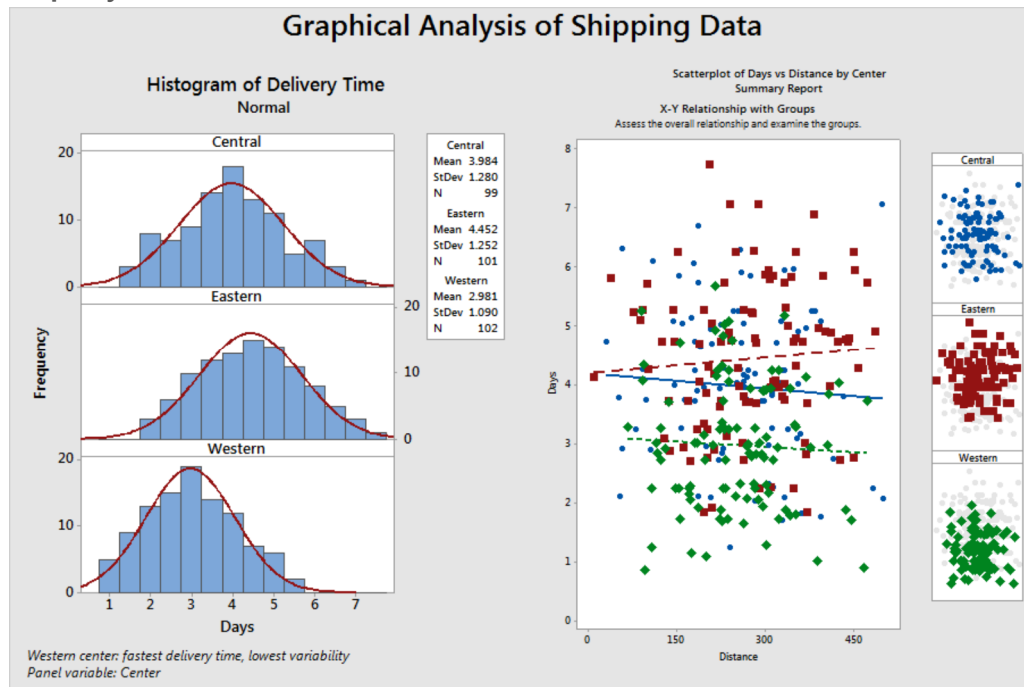 Graphical Analysis of Shipping Data
Histogram of Delivery Time
Normal
Frequency
Central
20
10
0
Eastern
20
10
0
Western
20
10
0
1 2 3 4 5 6 7
Days
Central
Mean 3.984
StDev 1.280
N 99
Eastern
Mean 4.452
StDev 1.252
N 101
Western
Mean 2.981
StDev 1.090
N 102
Western center: fastest delivery time, lowest variability
Panel variable: Center
Scatterplot of Days vs Distance by Center
Summary Report
X-Y Relationship with Groups
Assess the overall relationship and examine the groups.
Days
8
7
6
5
4
3
2
1
0
0 150 300 450
Distance
Central
Eastern
Western